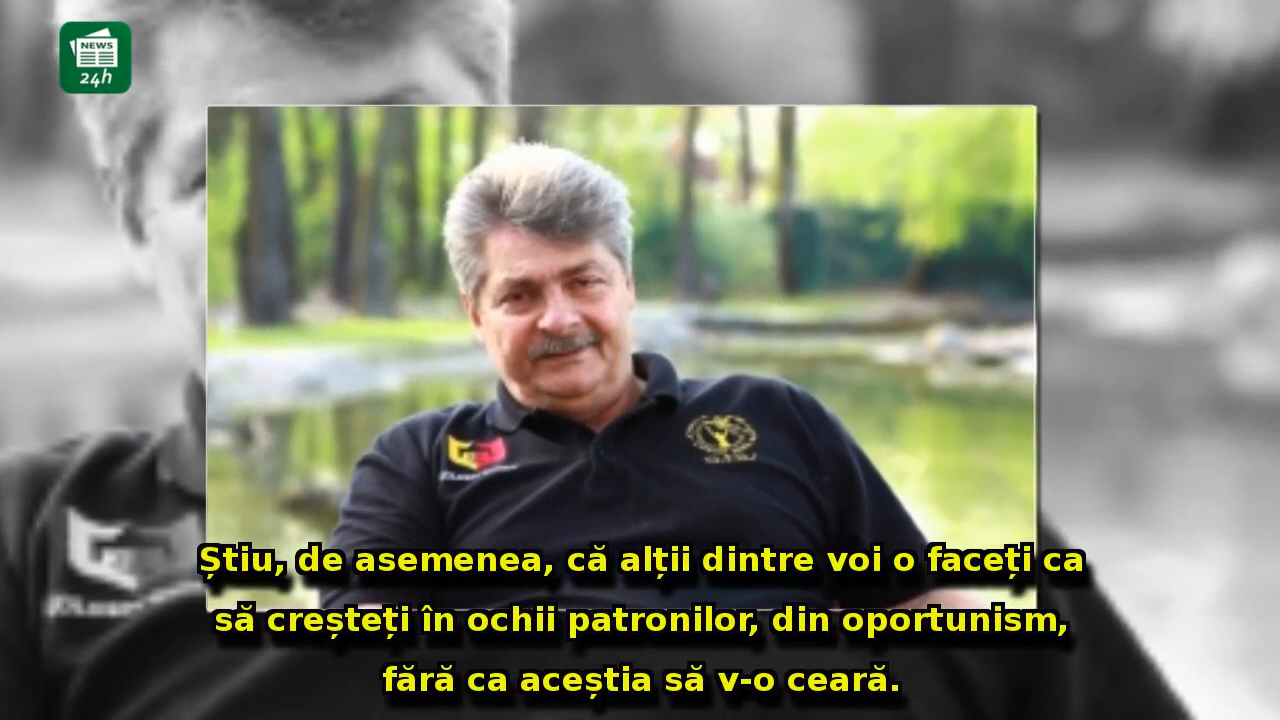 NEWS
24h
Știu, de asemenea, că alții dintre voi o faceți ca
să creșteți în ochii patronilor, din oportunism,
fără ca aceștia să v-o ceară.